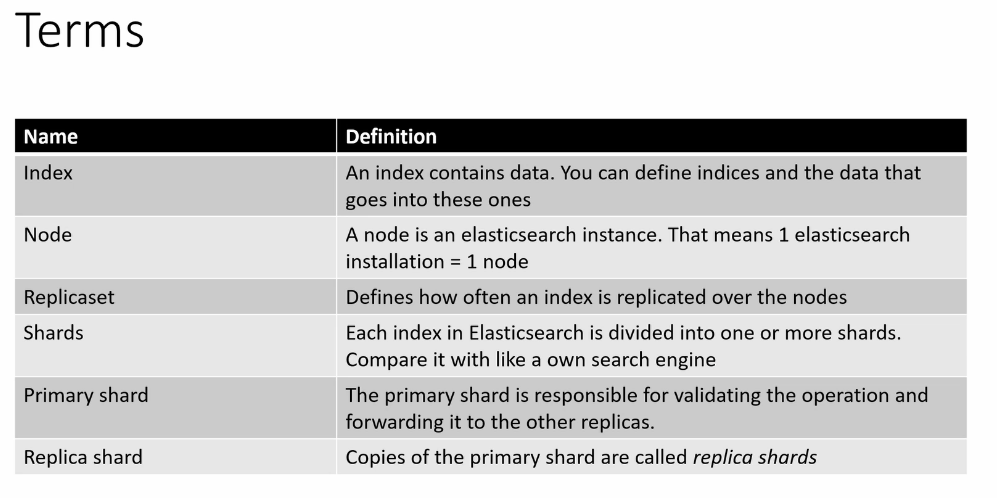 Terms
Name Definition
Index An index contains data. You can define indices and the data that
goes into these ones
Node A node is an elasticsearch instance. That means 1 elasticsearch
installation = 1 node
Replicaset Defines how often an index is replicated over the nodes
Shards Each index in Elasticsearch is divided into one or more shards.
Compare it with like a own search engine
Primary shard The primary shard is responsible for validating the operation and
forwarding it to the other replicas.
Replica shard Copies of the primary shard are called replica shards